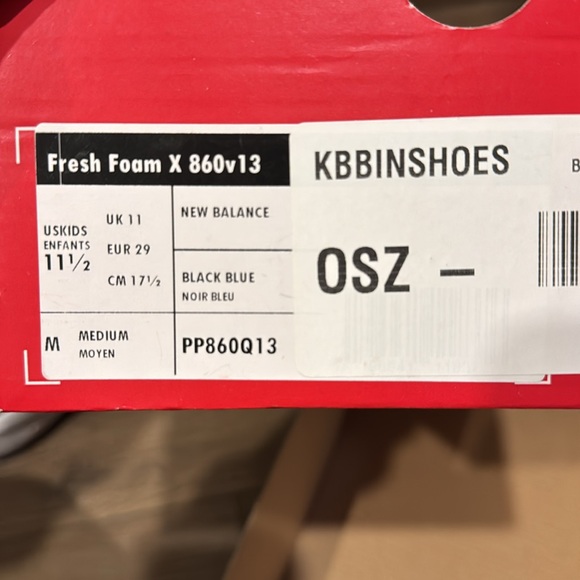 Fresh Foam X 860v13
USKIDS
ENFANTS
11½
UK 11
EUR 29
CM 17½
NEW BALANCE
BLACK BLUE
NOIR BLEU
M
MEDIUM
MOYEN
PP860Q13
KBBINSHOES
B
OSZ –